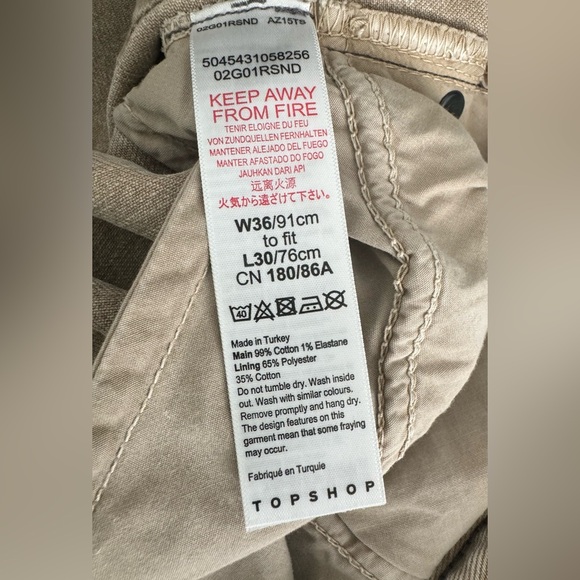 02G01RSND AZ15TS
5045431058256
02G01RSND
KEEP AWAY
FROM FIRE
TENIR ELOIGNE DU FEU
VON ZUNDQUELLEN FERNHALTEN
MANTENER ALEJADO DEL FUEGO
MANTER AFASTADO DO FOGO
JAUHKAN DARI API
远离火源
火気から遠ざけて下さい。
W36/91cm
to fit
L30/76cm
CN 180/86A
40
Made in Turkey
Main 99% Cotton 1% Elastane
Lining 65% Polyester
35% Cotton
Do not tumble dry. Wash inside
out. Wash with similar colours.
Remove promptly and hang dry.
The design features on this
garment mean that some fraying
may occur.
Fabriqué en Turquie
TOPSHOP